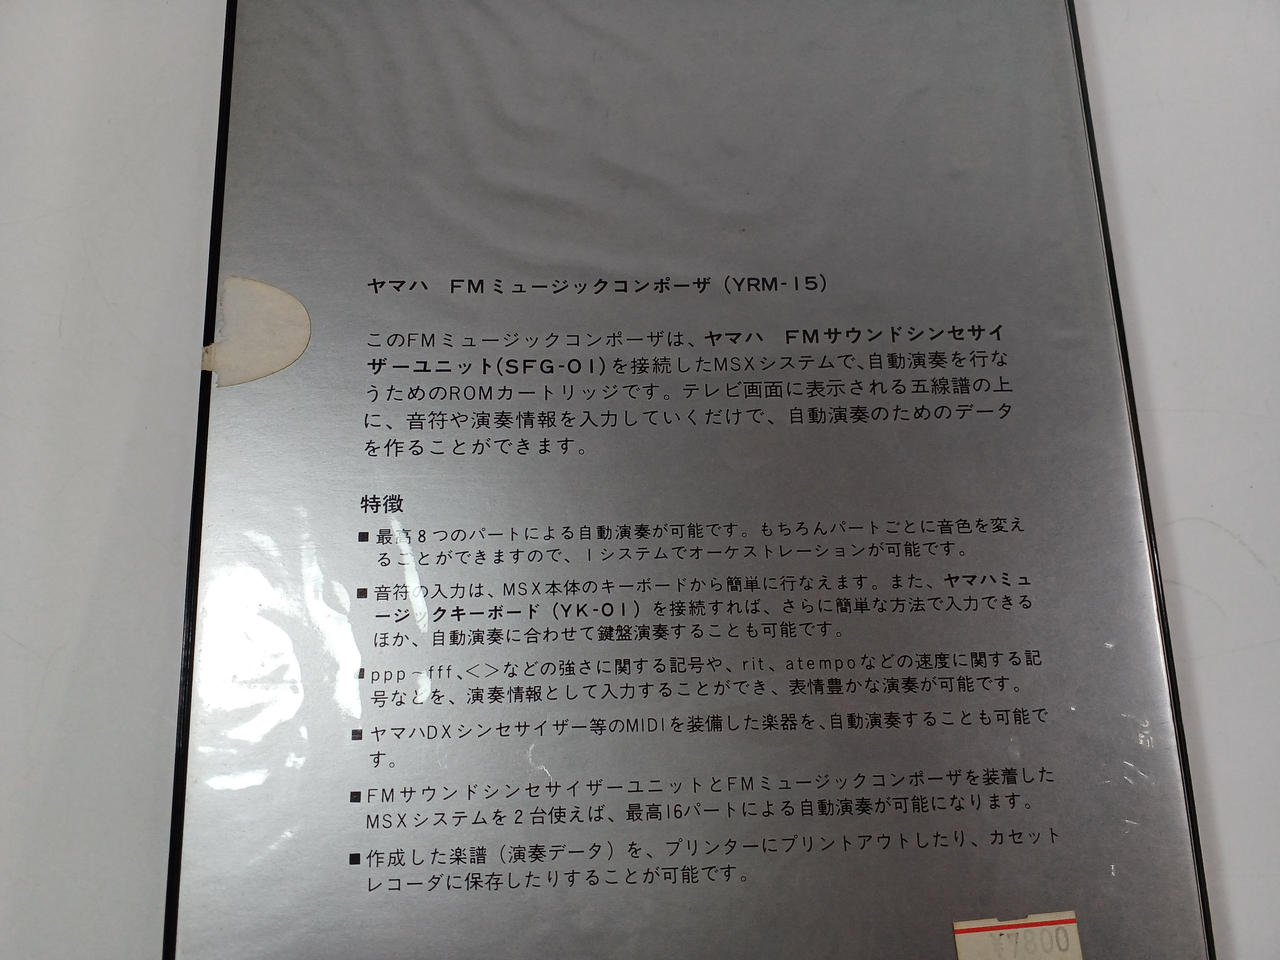 ヤマハ　FMミュージックコンポーザ（YRM-15）
このFMミュージックコンポーザは、ヤマハ　FMサウンドシンセサイ
ザーユニット(SFG-01)を接続したMSXシステムで、自動演奏を行な
うためのROMカートリッジです。テレビ画面に表示される五線譜の上
に、音符や演奏情報を入力していくだけで、自動演奏のためのデータ
を作ることができます。
特徴
■最高8つのパートによる自動演奏が可能です。もちろんパートごとに音色を変え
ることができますので、1システムでオーケストレーションが可能です。
■音符の入力は、MSX本体のキーボードから簡単に行なえます。また、ヤマハミュ
ージックキーボード（YK-01）を接続すれば、さらに簡単な方法で入力できる
ほか、自動演奏に合わせて鍵盤演奏することも可能です。
■ppp～fff、＜＞などの強さに関する記号や、rit、atempoなどの速度に関する記
号などを、演奏情報として入力することができ、表情豊かな演奏が可能です。
■ヤマハDXシンセサイザー等のMIDIを装備した楽器を、自動演奏することも可能で
す。
■FMサウンドシンセサイザーユニットとFMミュージックコンポーザを装着した
MSXシステムを2台使えば、最高16パートによる自動演奏が可能になります。
■作成した楽譜（演奏データ）を、プリンターにプリントアウトしたり、カセット
レコーダに保存したりすることが可能です。
¥7800